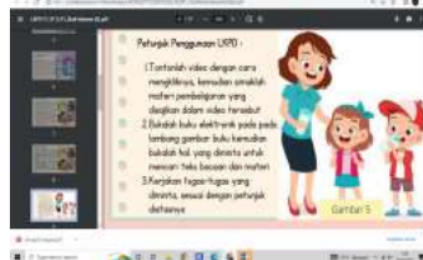 Petunjuk Penggunaan LKPD :
1.Tontonlah video dengan cara
mengkliknya, kemudian simaklah
materi pembelajaran yang
disajikan dalam video tersebut
2.Bukalah buku elektronik pada pada
lambang gambar buku kemudian
bukalah hal yang diminta untuk
mencari teks bacaan dan materi
3.Kerjakan tugas-tugas yang
diminta, sesuai dengan petunjuk
diatasnya
Gambar 5